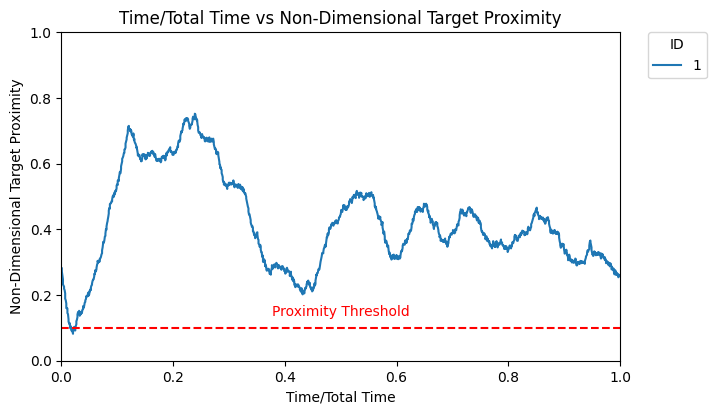 Time/Total Time vs Non-Dimensional Target Proximity
ID
1
Non-Dimensional Target Proximity
1.0
0.8
0.6
0.4
0.2
0.0
Proximity Threshold
0.0 0.2 0.4 0.6 0.8 1.0
Time/Total Time